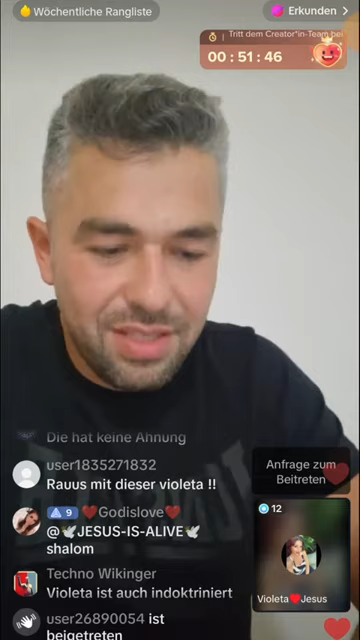 Wöchentliche Rangliste
Erkunden >
Tritt dem Creator*in-Team bei
00 : 51 : 46
Die hat keine Ahnung
user1835271832
Rauus mit dieser violeta !!
9 ❤️Godislove❤️
@🕊️JESUS-IS-ALIVE🕊️
shalom
Techno Wikinger
Violeta ist auch indoktriniert
user26890054 ist
beigetreten
Anfrage zum
Beitreten
12
Violeta❤️Jesus